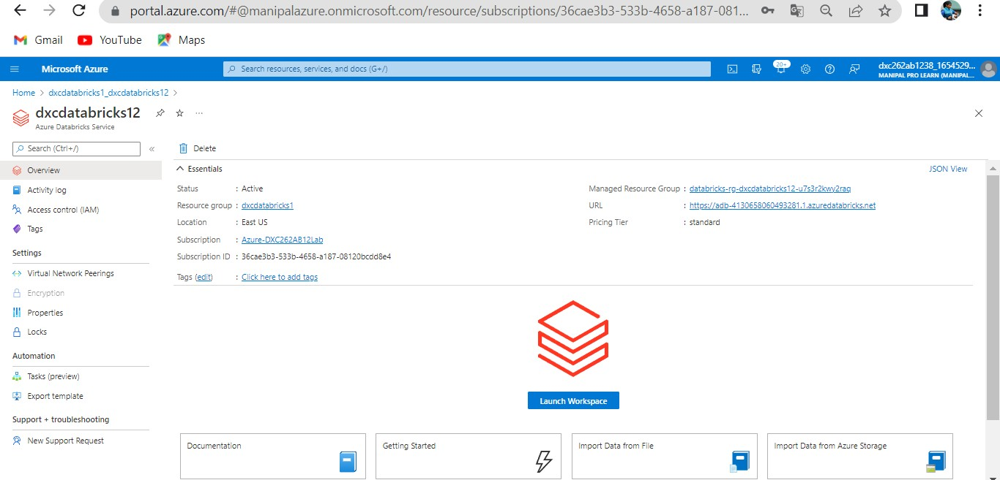 portal.azure.com/#@manipalazure.onmicrosoft.com/resource/subscriptions/36cae3b3-533b-4658-a187-081...
Gmail YouTube Maps
Microsoft Azure
Search resources, services, and docs (G+/)
20+
dxc262ab1238_1654529...
MANIPAL PRO LEARN (MANIPAL...
Home > dxcdatabricks1_dxcdatabricks12 >
dxcdatabricks12
Azure Databricks Service
Search (Ctrl+/)
«
Delete
Overview
Activity log
Access control (IAM)
Tags
Settings
Virtual Network Peerings
Encryption
Properties
Locks
Automation
Tasks (preview)
Export template
Support + troubleshooting
New Support Request
Essentials
JSON View
Status : Active
Resource group : dxcdatabricks1
Location : East US
Subscription : Azure-DXC262AB12Lab
Subscription ID : 36cae3b3-533b-4658-a187-08120bcdd8e4
Tags (edit) : Click here to add tags
Managed Resource Group : databricks-rg-dxcdatabricks12-u7s3r2kwy2raq
URL : https://adb-4130658060493281.1.azuredatabricks.net
Pricing Tier : standard
Launch Workspace
Documentation
Getting Started
Import Data from File
Import Data from Azure Storage